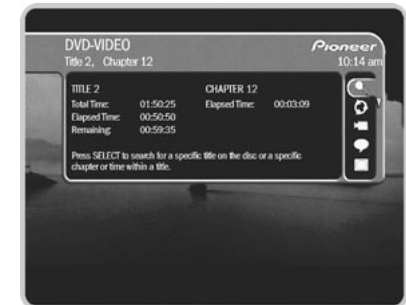 DVD-VIDEO
Pioneer
Title 2, Chapter 12
10:14 am
TITLE 2
CHAPTER 12
Total Time: 01:50:25
Elapsed Time: 00:03:09
Elapsed Time: 00:50:50
Remaining: 00:59:35
Press SELECT to search for a specific title on the disc or a specific
chapter or time within a title.